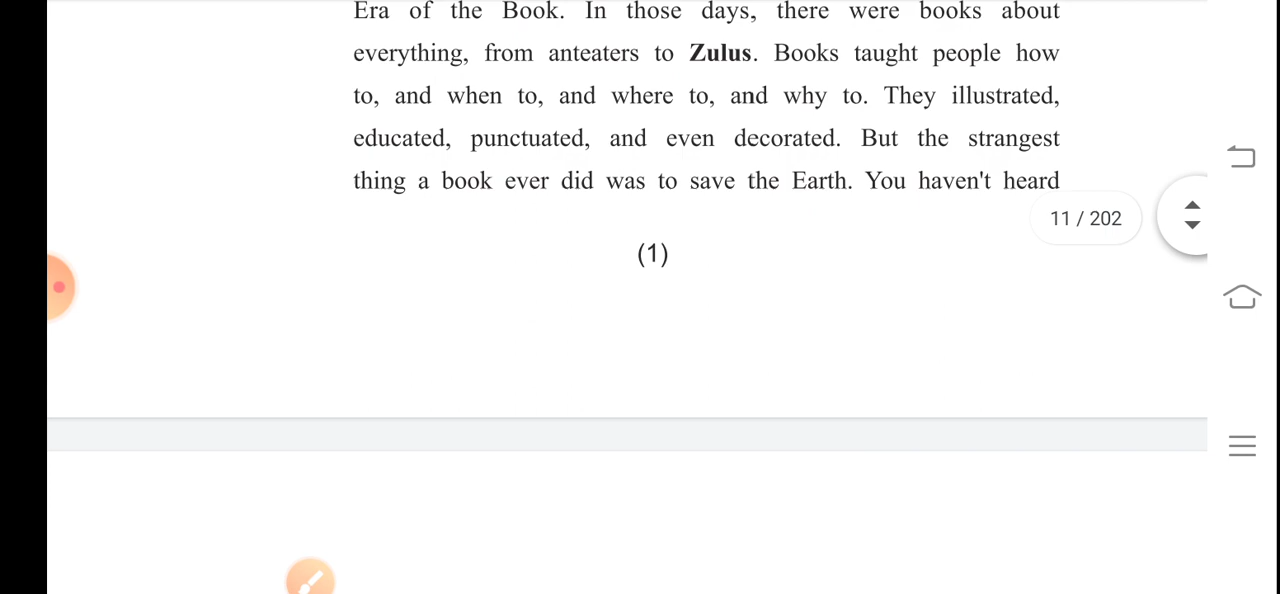 Era of the Book. In those days, there were books about
everything, from anteaters to Zulus. Books taught people how
to, and when to, and where to, and why to. They illustrated,
educated, punctuated, and even decorated. But the strangest
thing a book ever did was to save the Earth. You haven't heard
11 / 202
(1)